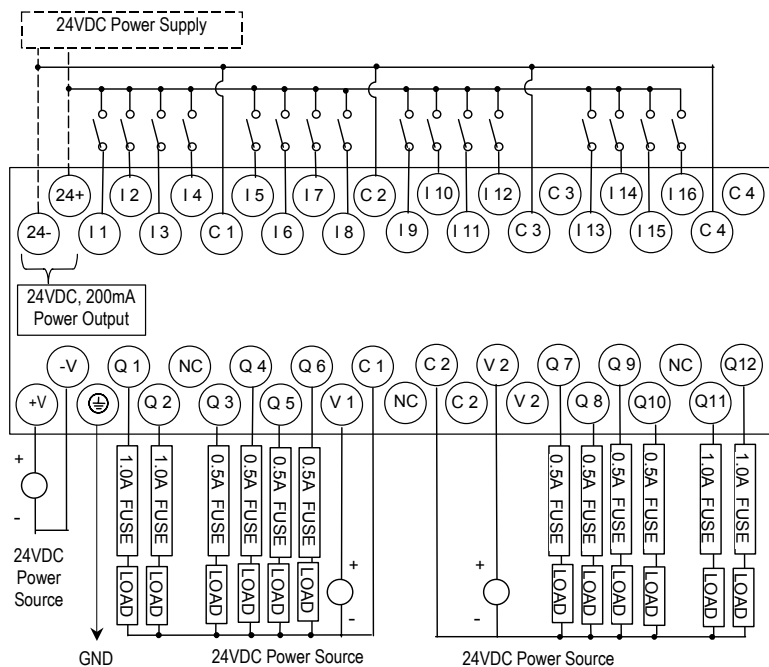 24VDC Power Supply
24+ I 2 I 4 I 5 I 7 C 2 I 10 I 12 C 3 I 14 I 16 C 4
24- I 1 I 3 C 1 I 6 I 8 I 9 I 11 C 3 I 13 I 15 C 4
24VDC, 200mA
Power Output
-V Q 1 NC Q 4 Q 6 C 1 C 2 V 2 Q 7 Q 9 NC Q12
+V Q 2 Q 3 Q 5 V 1 NC C 2 V 2 Q 8 Q10 Q11
+
-
24VDC
Power
Source
1.0A FUSE
1.0A FUSE
0.5A FUSE
0.5A FUSE
0.5A FUSE
0.5A FUSE
+
-
+
-
0.5A FUSE
0.5A FUSE
0.5A FUSE
0.5A FUSE
1.0A FUSE
1.0A FUSE
LOAD
LOAD
LOAD
LOAD
LOAD
LOAD
LOAD
LOAD
LOAD
LOAD
LOAD
LOAD
GND
24VDC Power Source
24VDC Power Source